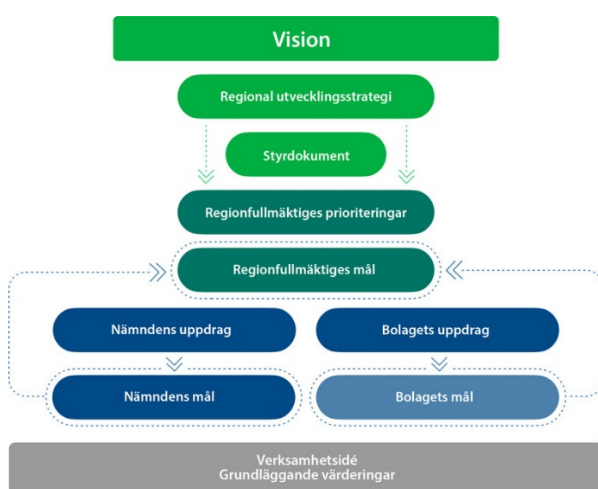 Vision
Regional utvecklingsstrategi
Styrdokument
Regionfullmäktiges prioriteringar
Regionfullmäktiges mål
Nämndens uppdrag
Bolagets uppdrag
Nämndens mål
Bolagets mål
Verksamhetsidé
Grundläggande värderingar